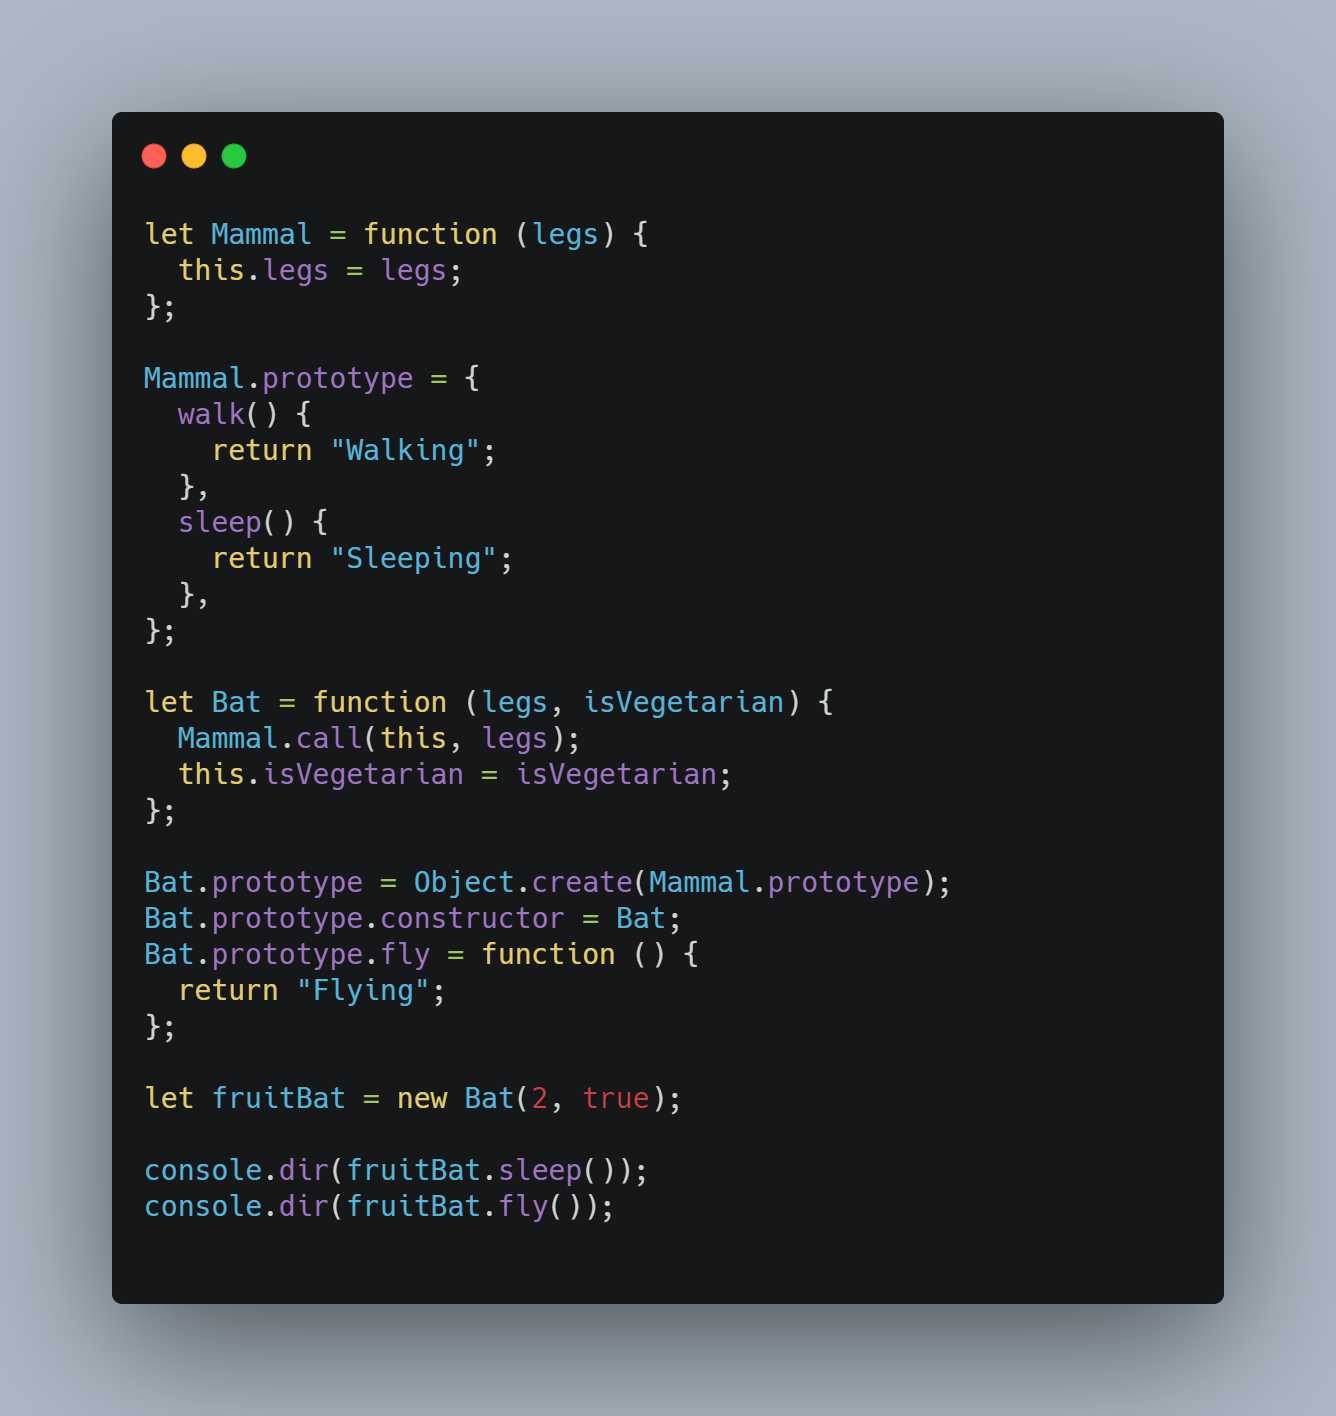 let Mammal = function (legs) {
  this.legs = legs;
};

Mammal.prototype = {
  walk() {
    return "Walking";
  },
  sleep() {
    return "Sleeping";
  },
};

let Bat = function (legs, isVegetarian) {
  Mammal.call(this, legs);
  this.isVegetarian = isVegetarian;
};

Bat.prototype = Object.create(Mammal.prototype);
Bat.prototype.constructor = Bat;
Bat.prototype.fly = function () {
  return "Flying";
};

let fruitBat = new Bat(2, true);

console.dir(fruitBat.sleep());
console.dir(fruitBat.fly());